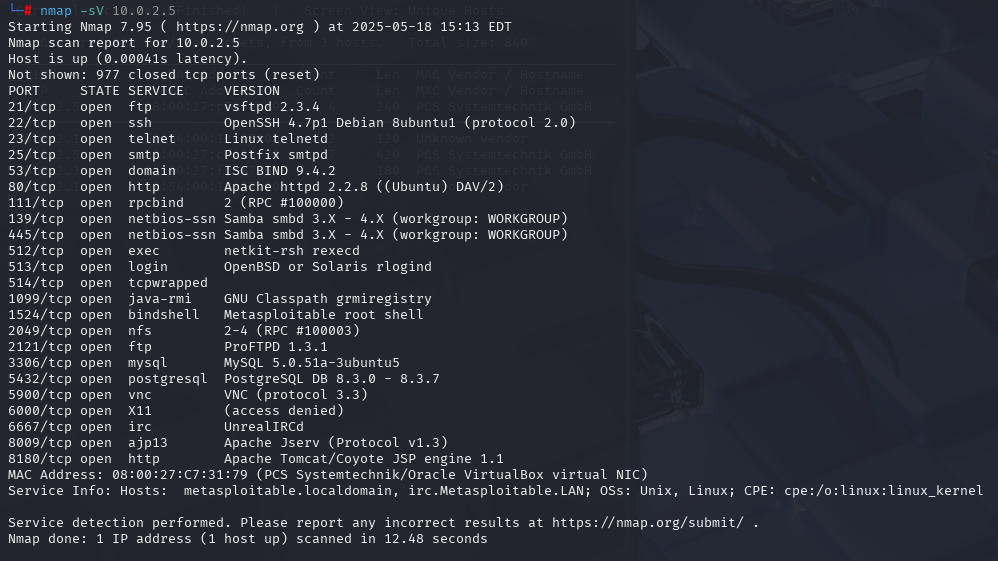 └─# nmap -sV 10.0.2.5
Starting Nmap 7.95 ( https://nmap.org ) at 2025-05-18 15:13 EDT
Nmap scan report for 10.0.2.5
Host is up (0.00041s latency).
Not shown: 977 closed tcp ports (reset)
PORT     STATE SERVICE     VERSION
21/tcp   open  ftp         vsftpd 2.3.4
22/tcp   open  ssh         OpenSSH 4.7p1 Debian 8ubuntu1 (protocol 2.0)
23/tcp   open  telnet      Linux telnetd
25/tcp   open  smtp        Postfix smtpd
53/tcp   open  domain      ISC BIND 9.4.2
80/tcp   open  http        Apache httpd 2.2.8 ((Ubuntu) DAV/2)
111/tcp  open  rpcbind     2 (RPC #100000)
139/tcp  open  netbios-ssn Samba smbd 3.X - 4.X (workgroup: WORKGROUP)
445/tcp  open  netbios-ssn Samba smbd 3.X - 4.X (workgroup: WORKGROUP)
512/tcp  open  exec        netkit-rsh rexecd
513/tcp  open  login       OpenBSD or Solaris rlogind
514/tcp  open  tcpwrapped
1099/tcp open  java-rmi    GNU Classpath grmiregistry
1524/tcp open  bindshell   Metasploitable root shell
2049/tcp open  nfs         2-4 (RPC #100003)
2121/tcp open  ftp         ProFTPD 1.3.1
3306/tcp open  mysql       MySQL 5.0.51a-3ubuntu5
5432/tcp open  postgresql  PostgreSQL DB 8.3.0 - 8.3.7
5900/tcp open  vnc         VNC (protocol 3.3)
6000/tcp open  X11         (access denied)
6667/tcp open  irc         UnrealIRCd
8009/tcp open  ajp13       Apache Jserv (Protocol v1.3)
8180/tcp open  http        Apache Tomcat/Coyote JSP engine 1.1
MAC Address: 08:00:27:C7:31:79 (PCS Systemtechnik/Oracle VirtualBox virtual NIC)
Service Info: Hosts:  metasploitable.localdomain, irc.Metasploitable.LAN; OSs: Unix, Linux; CPE: cpe:/o:linux:linux_kernel

Service detection performed. Please report any incorrect results at https://nmap.org/submit/ .
Nmap done: 1 IP address (1 host up) scanned in 12.48 seconds